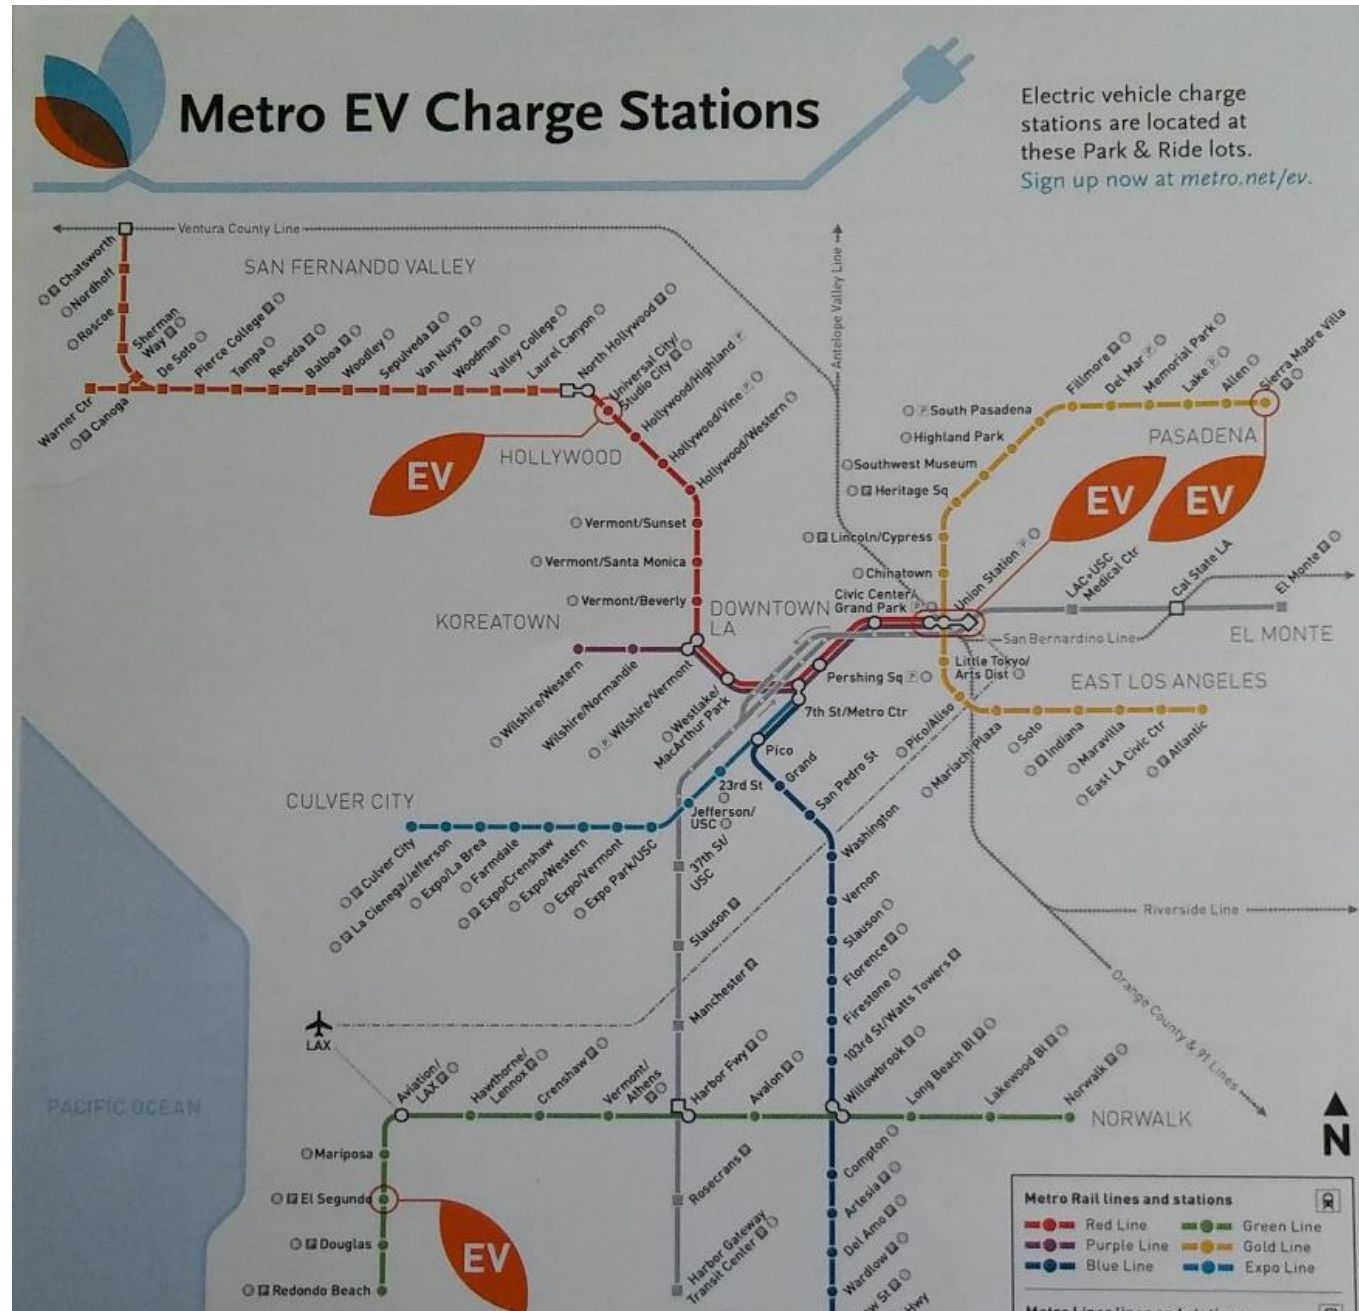 Metro EV Charge Stations
Electric vehicle charge
stations are located at
these Park & Ride lots.
Sign up now at metro.net/ev.
Ventura County Line
Antelope Valley Line
SAN FERNANDO VALLEY
Chatsworth
Nordhoff
Roscoe
Sherman
Way
Warner Ctr
Canoga
De Soto
Pierce College
Tampa
Reseda
Balboa
Woodley
Sepulveda
Van Nuys
Woodman
Valley College
Laurel Canyon
North Hollywood
Universal City/
Studio City
Hollywood/Highland
Hollywood/Vine
Hollywood/Western
EV
HOLLYWOOD
Vermont/Sunset
Vermont/Santa Monica
Vermont/Beverly
KOREATOWN
DOWNTOWN
LA
Wilshire/Western
Wilshire/Normandie
Wilshire/Vermont
Westlake/
MacArthur Park
Civic Center/
Grand Park
Pershing Sq
7th St/Metro Ctr
Union Station
Fillmore
Del Mar
Memorial Park
Lake
Allen
Sierra Madre Villa
South Pasadena
Highland Park
Southwest Museum
Heritage Sq
Lincoln/Cypress
Chinatown
PASADENA
EV
EV
LAC+USC
Medical Ctr
Cal State LA
El Monte
San Bernardino Line
EL MONTE
Little Tokyo/
Arts Dist
EAST LOS ANGELES
Pico/Aliso
Mariachi Plaza
Soto
Indiana
Maravilla
East LA Civic Ctr
Atlantic
Pico
Grand
San Pedro St
Washington
Vernon
Slauson
Florence
Firestone
103rd St/Watts Towers
Willowbrook
23rd St
Jefferson/
USC
37th St/
USC
CULVER CITY
Culver City
La Cienega/Jefferson
Expo/La Brea
Farmdale
Expo/Crenshaw
Expo/Western
Expo/Vermont
Expo Park/USC
Slauson
Manchester
Harbor Fwy
Riverside Line
Orange County & 91 Lines
LAX
PACIFIC OCEAN
Aviation/
LAX
Hawthorne/
Lennox
Crenshaw
Vermont/
Athens
Avalon
Long Beach Bl
Lakewood Bl
Norwalk
NORWALK
Mariposa
El Segundo
Douglas
Redondo Beach
EV
Rosecrans
Harbor Gateway
Transit Center
Compton
Artesia
Del Amo
Wardlow
N
Metro Rail lines and stations
Red Line
Green Line
Purple Line
Gold Line
Blue Line
Expo Line